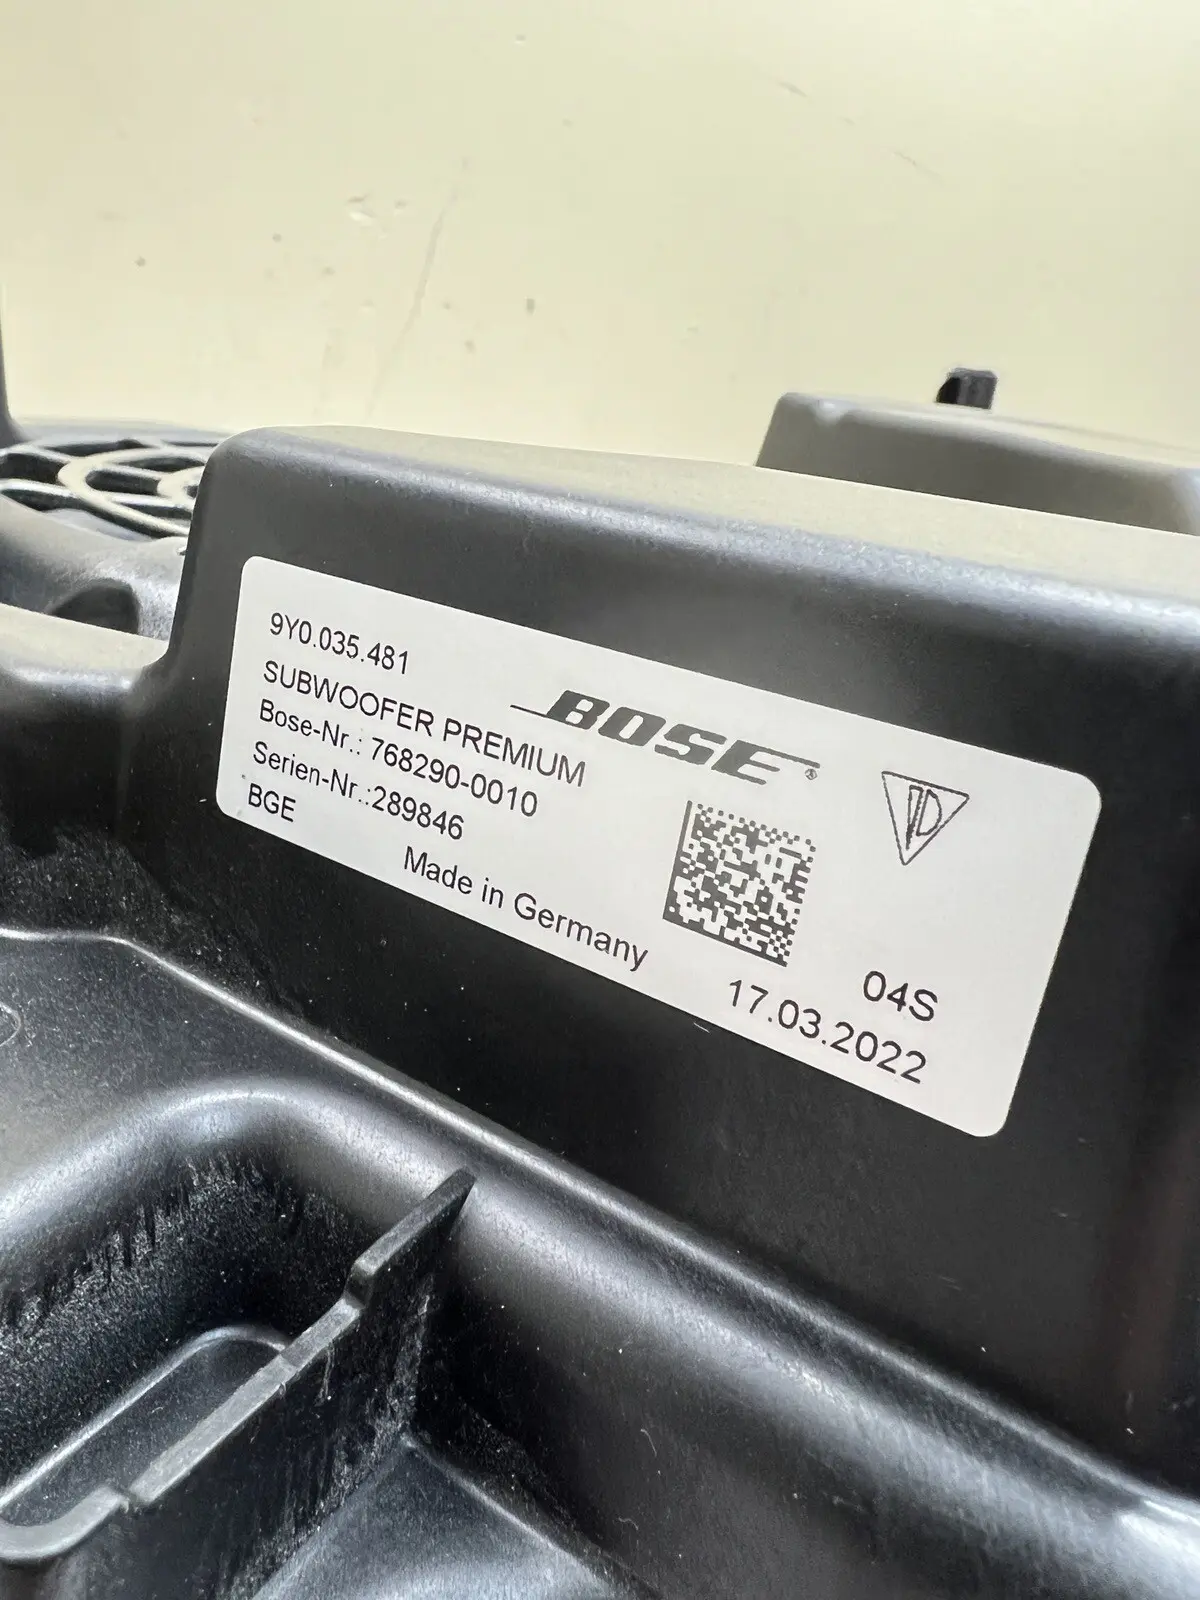 9Y0.035.481
SUBWOOFER PREMIUM
Bose-Nr.: 768290-0010
Serien-Nr.:289846
BGE
Made in Germany
BOSE®
04S
17.03.2022